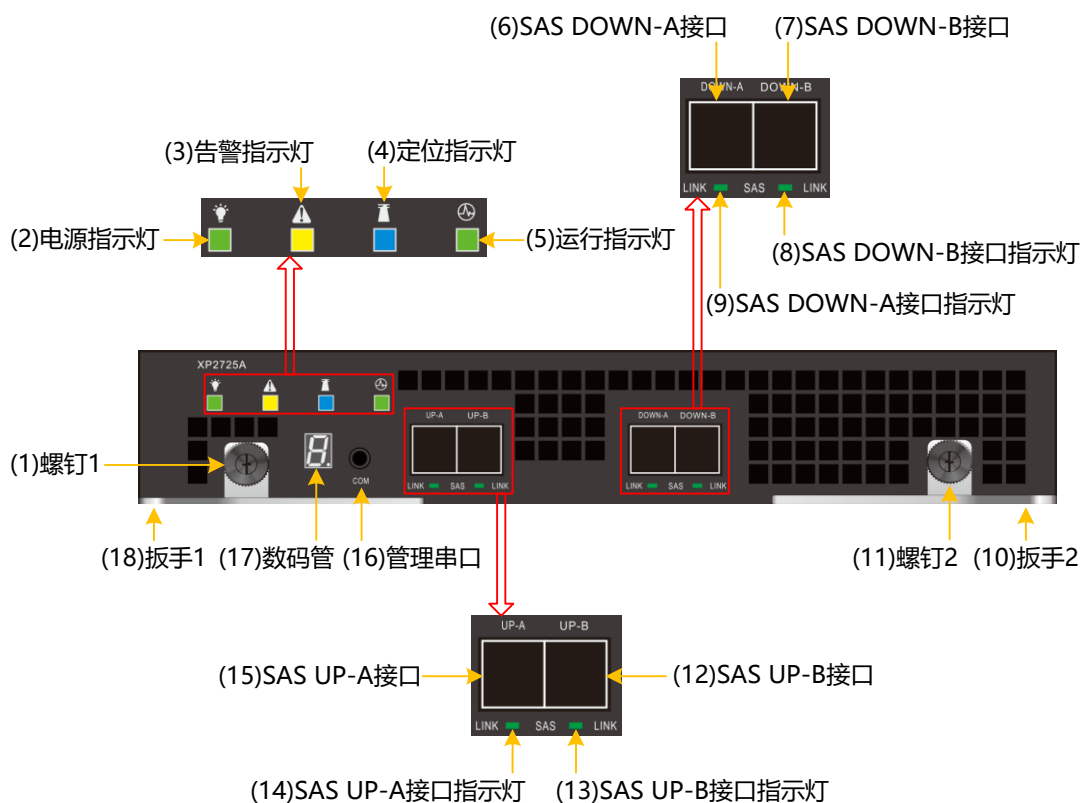 (6)SAS DOWN-A接口
(7)SAS DOWN-B接口
DOWN-A
DOWN-B
LINK
SAS
LINK
(3)告警指示灯
(4)定位指示灯
(2)电源指示灯
(5)运行指示灯
(8)SAS DOWN-B接口指示灯
(9)SAS DOWN-A接口指示灯
XP2725A
UP-A
UP-B
DOWN-A
DOWN-B
(1)螺钉1
8.
COM
LINK
SAS
LINK
LINK
SAS
LINK
(18)扳手1
(17)数码管
(16)管理串口
(11)螺钉2
(10)扳手2
UP-A
UP-B
(15)SAS UP-A接口
(12)SAS UP-B接口
LINK
SAS
LINK
(14)SAS UP-A接口指示灯
(13)SAS UP-B接口指示灯